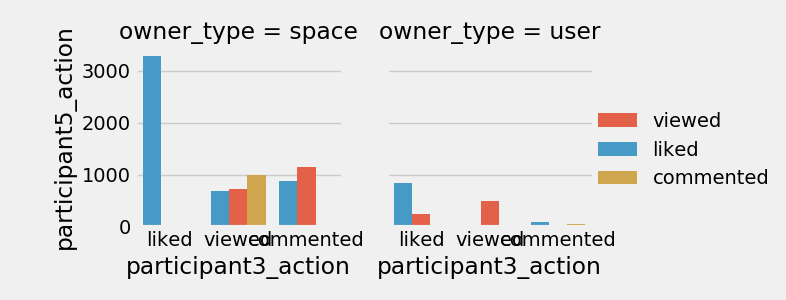 owner_type = space
owner_type = user
participant5_action
3000
2000
1000
0
liked
viewed
commented
liked
viewed
commented
participant3_action
participant3_action
viewed
liked
commented